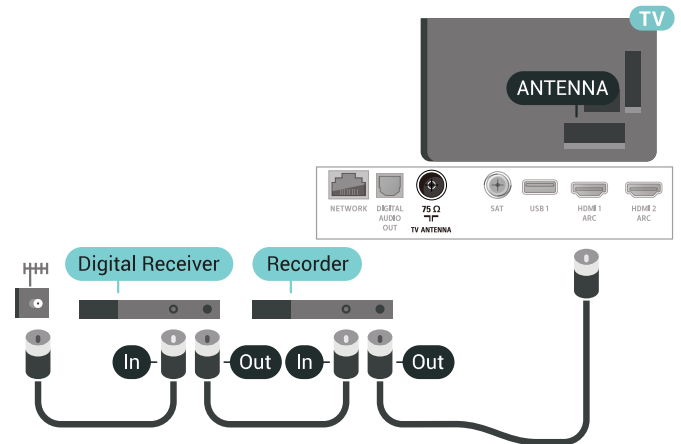 TV
ANTENNA
NETWORK
DIGITAL
AUDIO
OUT
75 Ω
TV ANTENNA
SAT
USB 1
HDMI 1
ARC
HDMI 2
ARC
Digital Receiver
Recorder
In
Out
In
Out